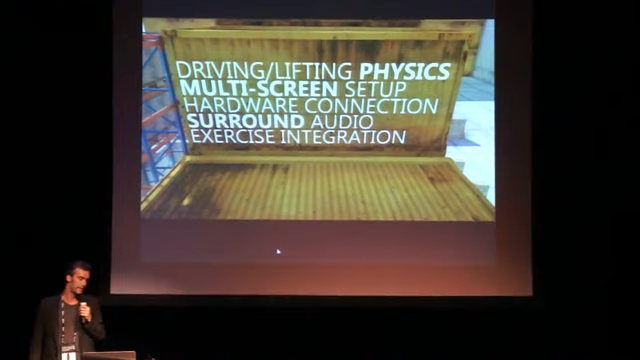 DRIVING/LIFTING PHYSICS
MULTI-SCREEN SETUP
HARDWARE CONNECTION
SURROUND AUDIO
EXERCISE INTEGRATION